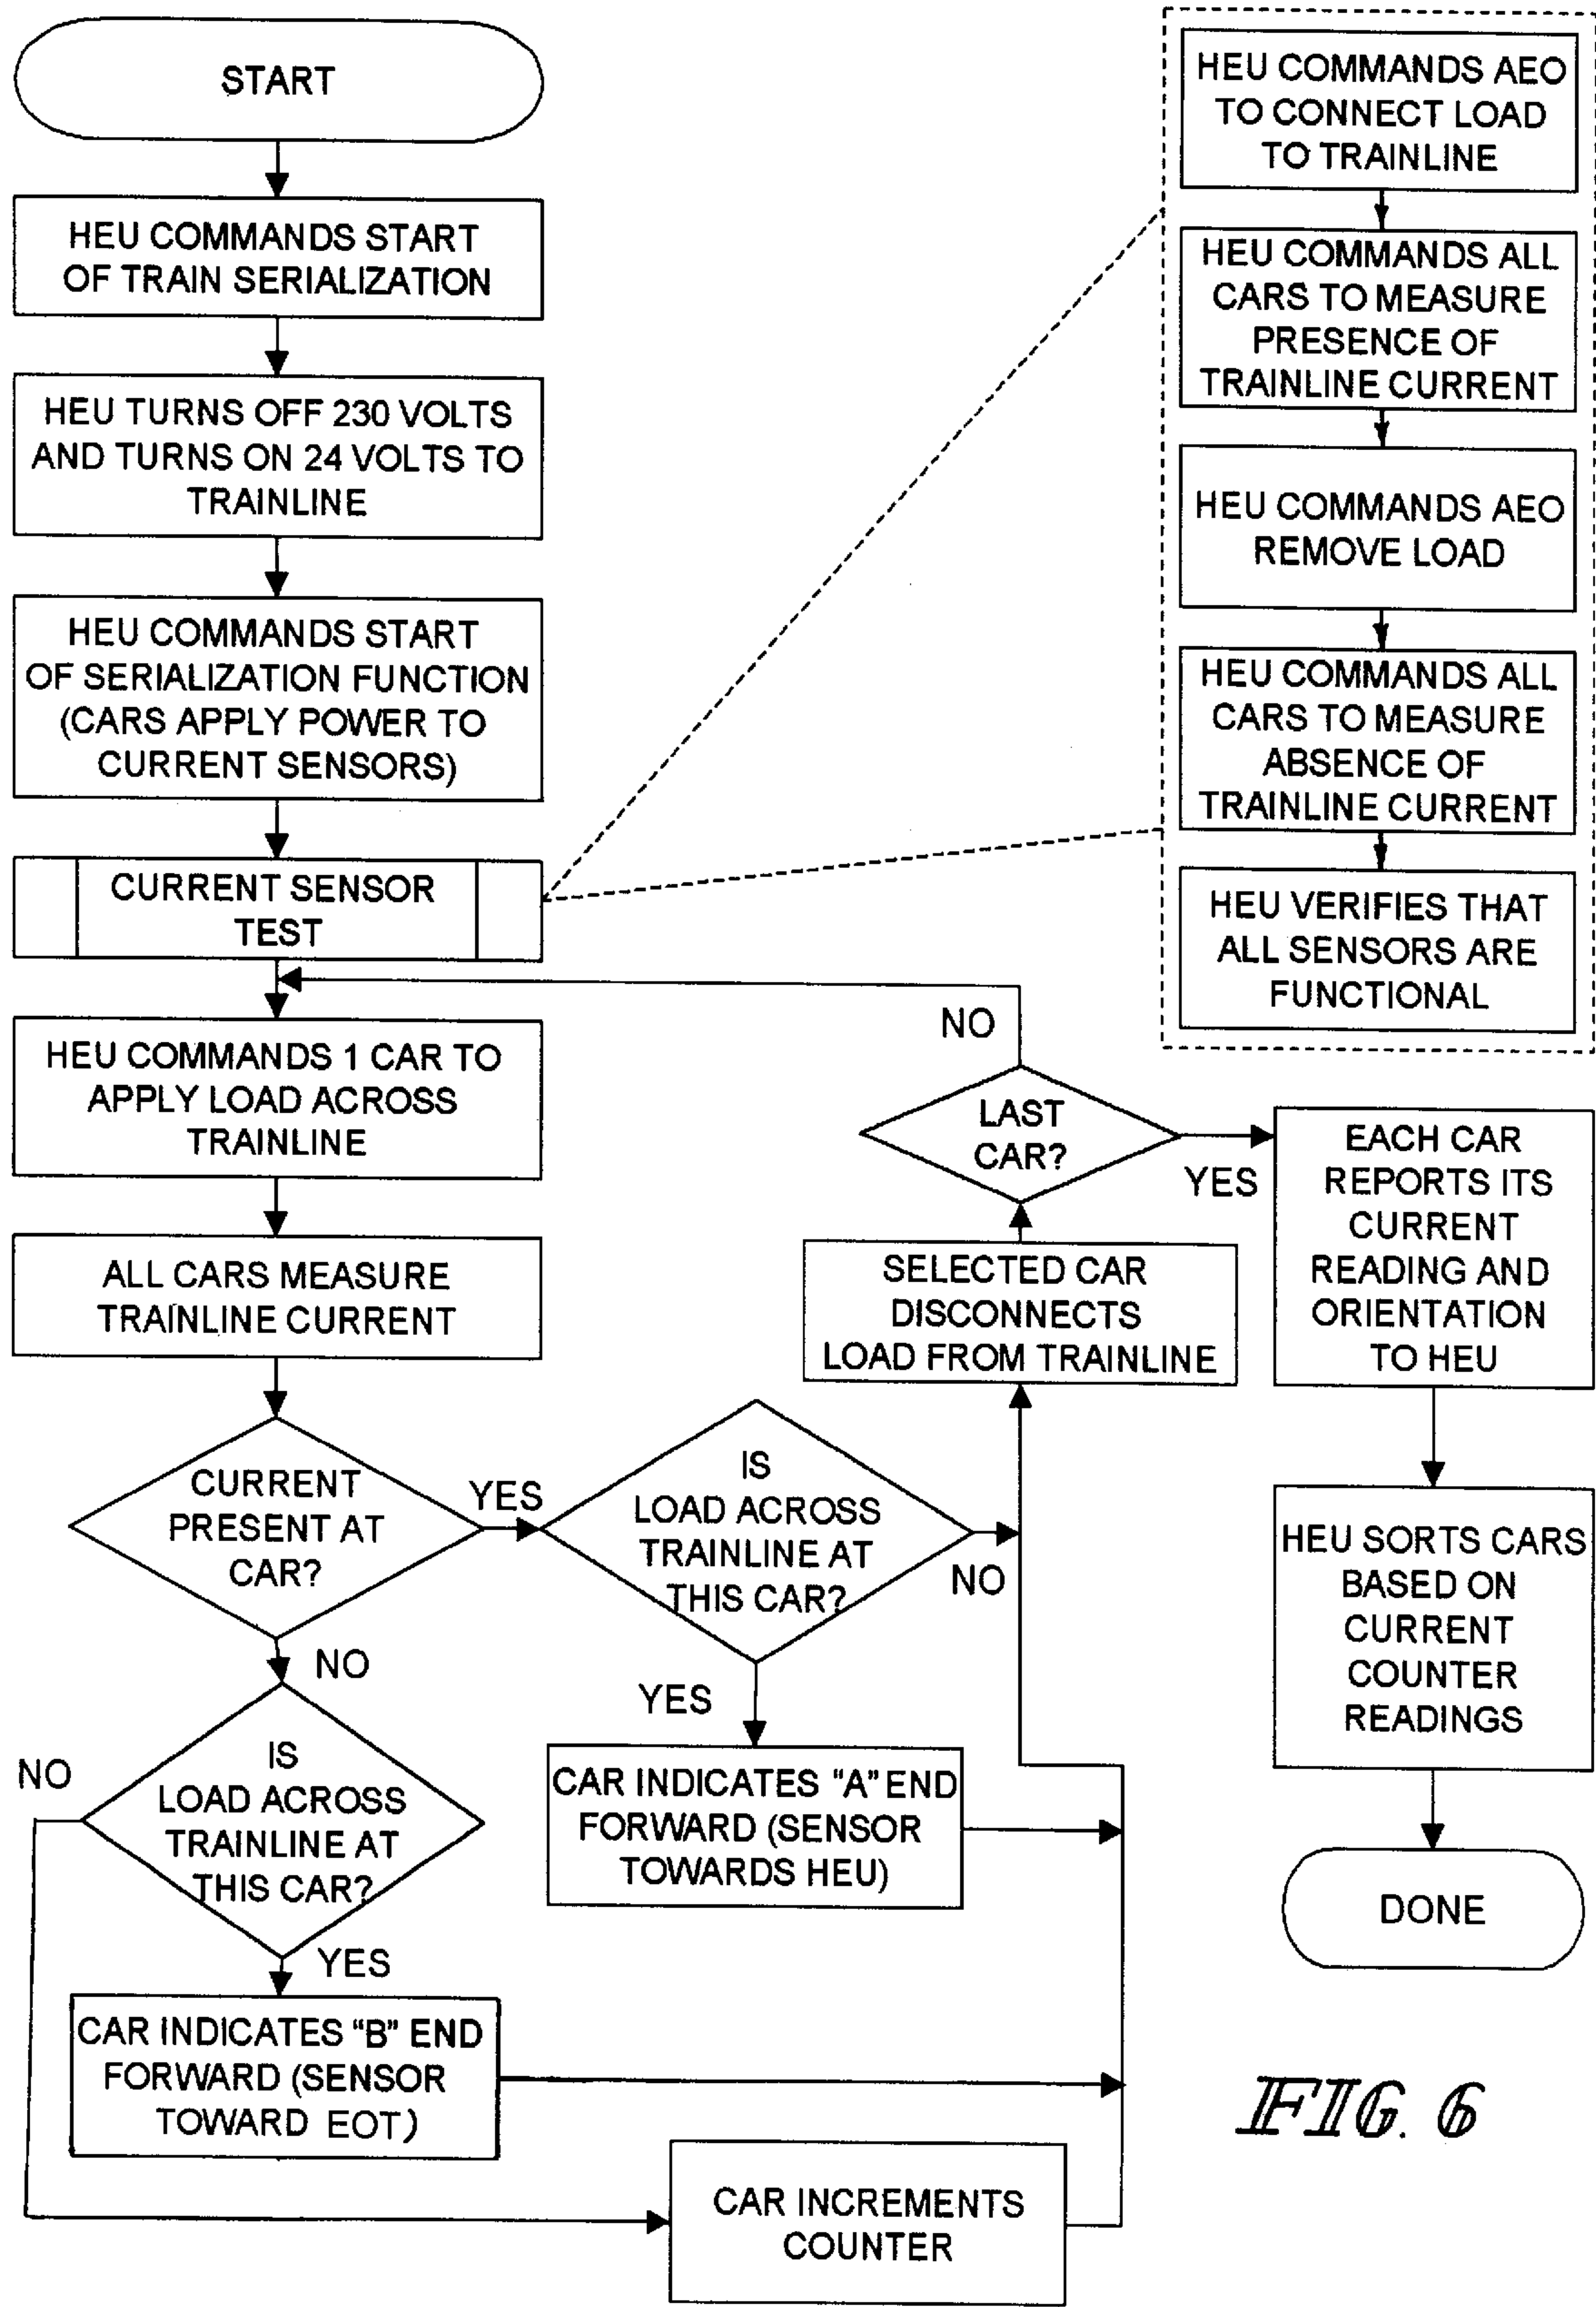 START
HEU COMMANDS START
OF TRAIN SERIALIZATION
HEU TURNS OFF 230 VOLTS
AND TURNS ON 24 VOLTS TO
TRAINLINE
HEU COMMANDS START
OF SERIALIZATION FUNCTION
(CARS APPLY POWER TO
CURRENT SENSORS)
CURRENT SENSOR
TEST
HEU COMMANDS AEO
TO CONNECT LOAD
TO TRAINLINE
HEU COMMANDS ALL
CARS TO MEASURE
PRESENCE OF
TRAINLINE CURRENT
HEU COMMANDS AEO
REMOVE LOAD
HEU COMMANDS ALL
CARS TO MEASURE
ABSENCE OF
TRAINLINE CURRENT
HEU VERIFIES THAT
ALL SENSORS ARE
FUNCTIONAL
HEU COMMANDS 1 CAR TO
APPLY LOAD ACROSS
TRAINLINE
ALL CARS MEASURE
TRAINLINE CURRENT
CURRENT
PRESENT AT
CAR?
YES
NO
IS
LOAD ACROSS
TRAINLINE AT
THIS CAR?
NO
YES
CAR INDICATES "A" END
FORWARD (SENSOR
TOWARDS HEU)
IS
LOAD ACROSS
TRAINLINE AT
THIS CAR?
NO
YES
CAR INDICATES "B" END
FORWARD (SENSOR
TOWARD EOT)
CAR INCREMENTS
COUNTER
SELECTED CAR
DISCONNECTS
LOAD FROM TRAINLINE
LAST
CAR?
NO
YES
EACH CAR
REPORTS ITS
CURRENT
READING AND
ORIENTATION
TO HEU
HEU SORTS CARS
BASED ON
CURRENT
COUNTER
READINGS
DONE
FIG. 6